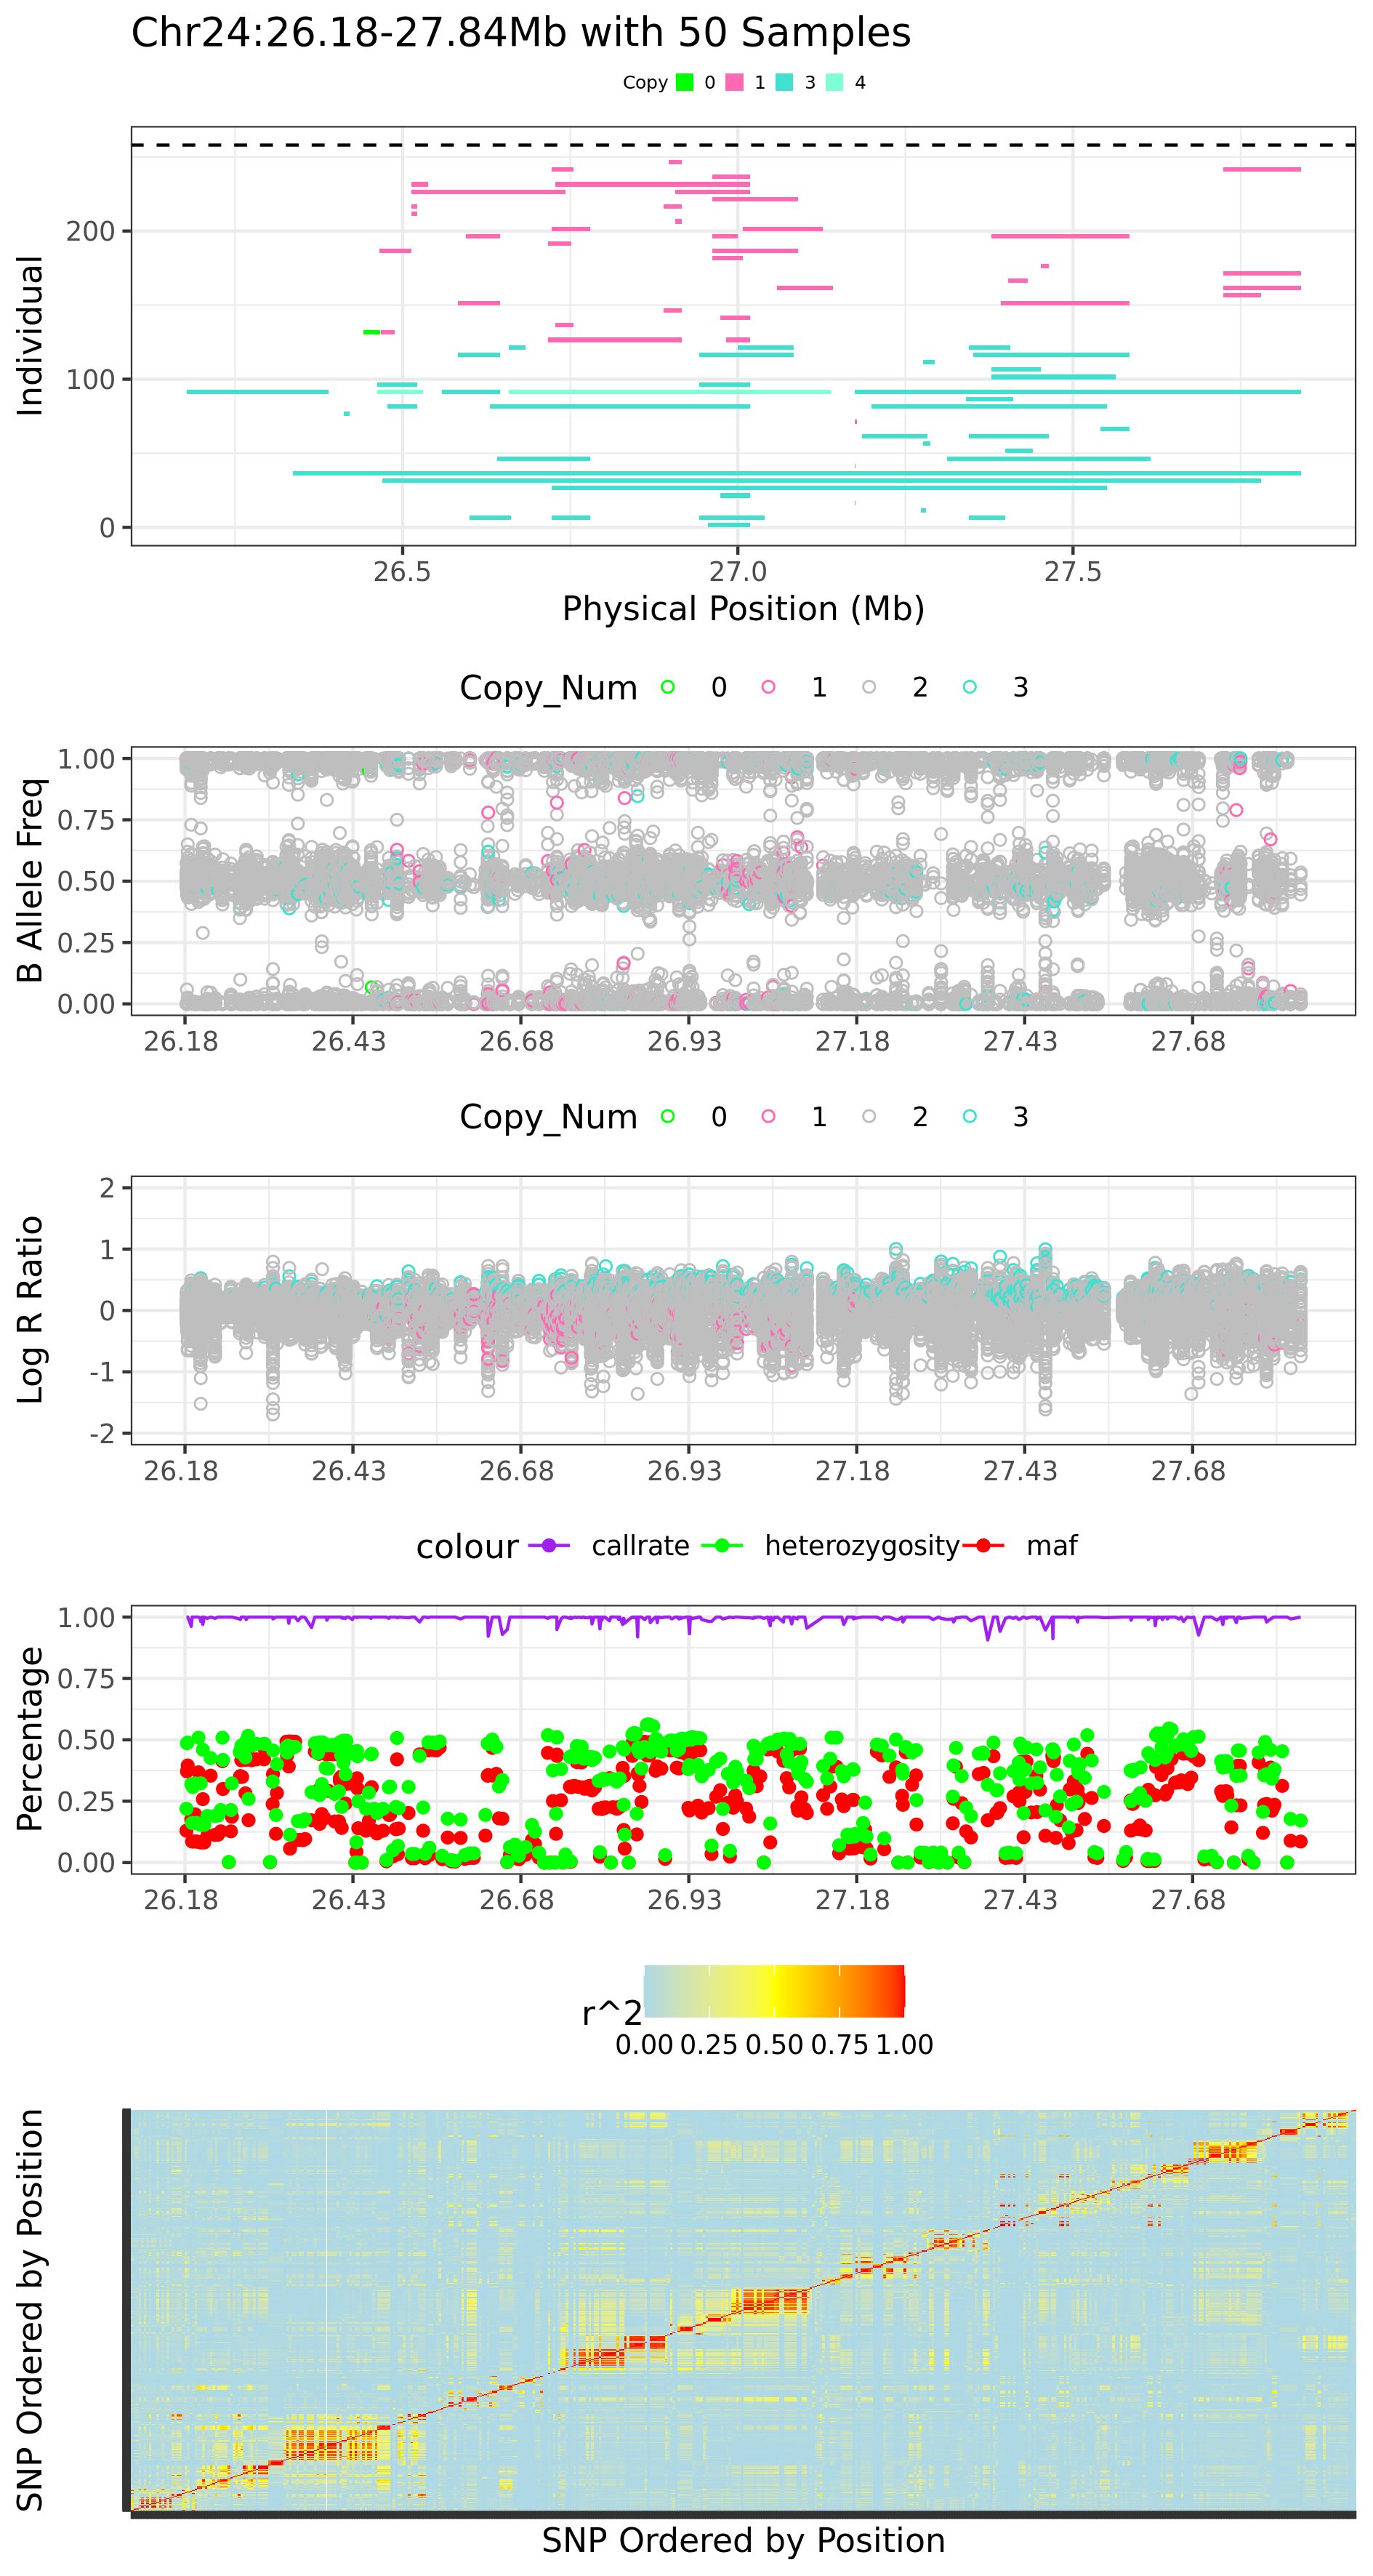 Chr24:26.18-27.84Mb with 50 Samples
Copy 0 1 3 4
Individual
200
100
0
26.5 27.0 27.5
Physical Position (Mb)
Copy_Num 0 1 2 3
B Allele Freq
1.00
0.75
0.50
0.25
0.00
26.18 26.43 26.68 26.93 27.18 27.43 27.68
Copy_Num 0 1 2 3
Log R Ratio
2
1
0
-1
-2
26.18 26.43 26.68 26.93 27.18 27.43 27.68
colour callrate heterozygosity maf
Percentage
1.00
0.75
0.50
0.25
0.00
26.18 26.43 26.68 26.93 27.18 27.43 27.68
r^2
0.00 0.25 0.50 0.75 1.00
SNP Ordered by Position
SNP Ordered by Position